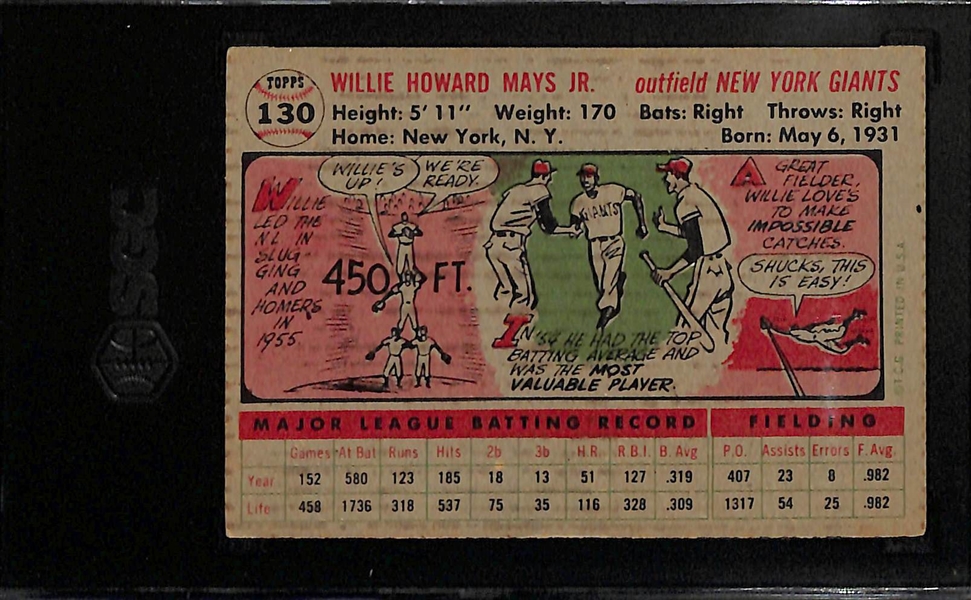 TOPPS
130
WILLIE HOWARD MAYS JR. outfield NEW YORK GIANTS
Height: 5' 11" Weight: 170 Bats: Right Throws: Right
Home: New York, N. Y. Born: May 6, 1931
WILLIE
LED THE
NL IN
SLUG-
GING
AND
HOMERS
IN
1955
WILLIE'S
UP!
WE'RE
READY.
450 FT.
GIANTS
IN '54 HE HAD THE TOP
BATTING AVERAGE AND
WAS THE MOST
VALUABLE PLAYER.
A GREAT
FIELDER,
WILLIE LOVES
TO MAKE
IMPOSSIBLE
CATCHES.
SHUCKS, THIS
IS EASY!
© T.C.G. PRINTED IN U.S.A.
MAJOR LEAGUE BATTING RECORD FIELDING
Games At Bat Runs Hits 2b 3b H.R. R.B.I. B. Avg. P.O. Assists Errors F. Avg.
Year 152 580 123 185 18 13 51 127 .319 407 23 8 .982
Life 458 1736 318 537 75 35 116 328 .309 1317 54 25 .982
SGC